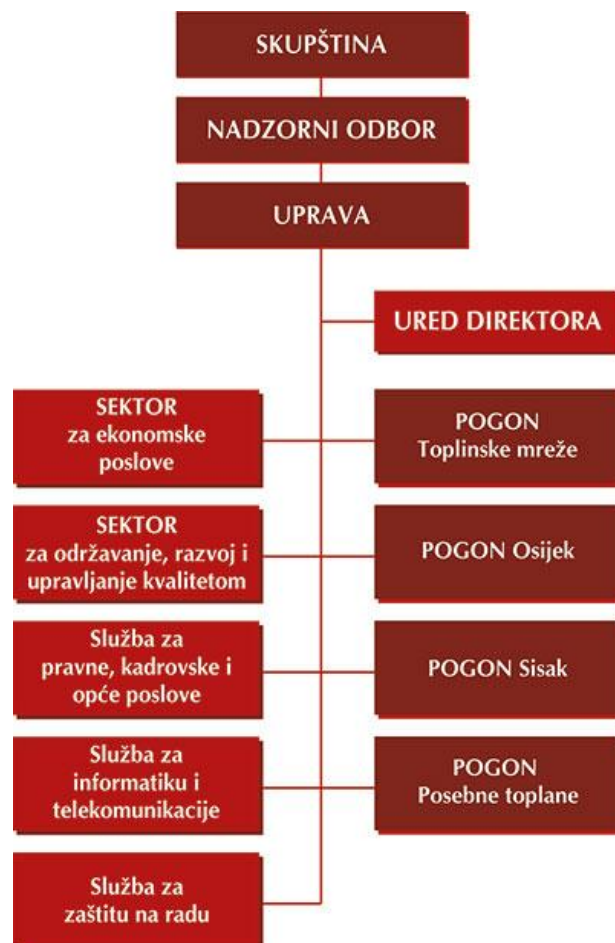 SKUPŠTINA
NADZORNI ODBOR
UPRAVA
URED DIREKTORA
SEKTOR
za ekonomske
poslove
POGON
Toplinske mreže
SEKTOR
za održavanje, razvoj i
upravljanje kvalitetom
POGON Osijek
Služba za
pravne, kadrovske i
opće poslove
POGON Sisak
Služba za
informatiku i
telekomunikacije
POGON
Posebne toplane
Služba za
zaštitu na radu